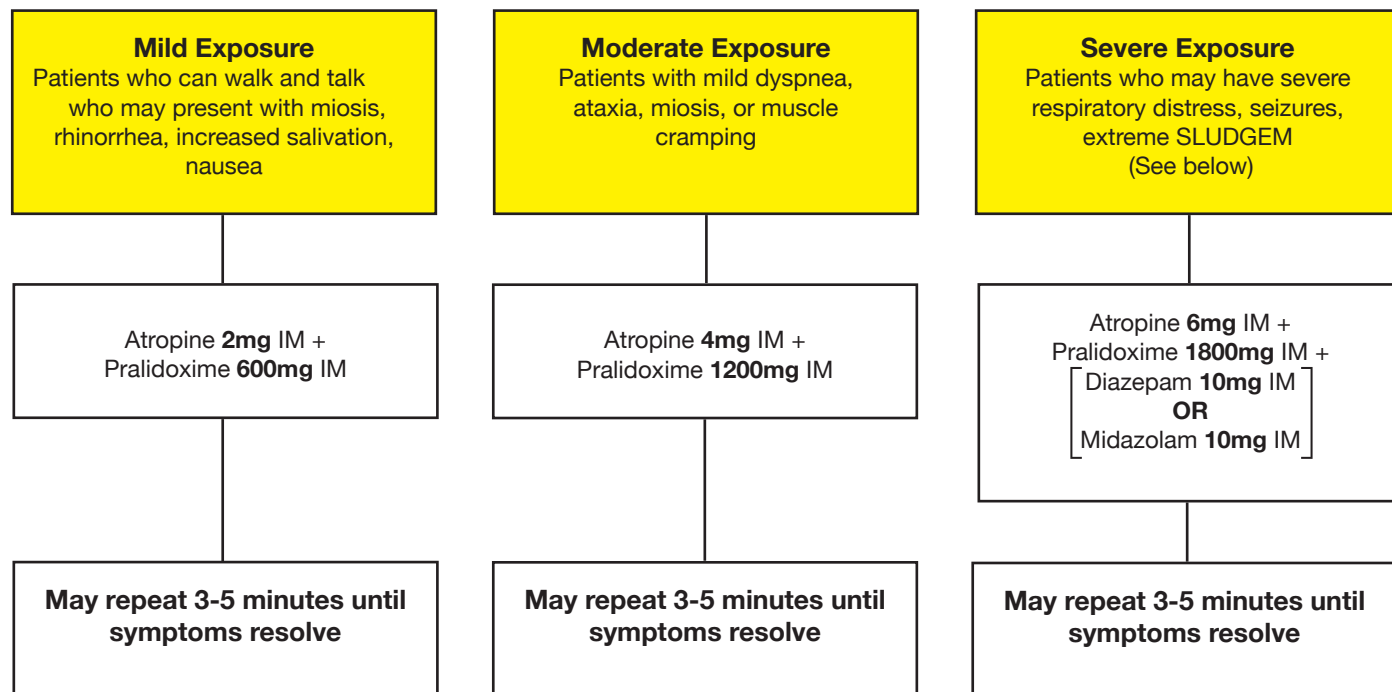 Mild Exposure
Patients who can walk and talk
who may present with miosis,
rhinorrhea, increased salivation,
nausea
Atropine 2mg IM +
Pralidoxime 600mg IM
May repeat 3-5 minutes until
symptoms resolve
Moderate Exposure
Patients with mild dyspnea,
ataxia, miosis, or muscle
cramping
Atropine 4mg IM +
Pralidoxime 1200mg IM
May repeat 3-5 minutes until
symptoms resolve
Severe Exposure
Patients who may have severe
respiratory distress, seizures,
extreme SLUDGEM
(See below)
Atropine 6mg IM +
Pralidoxime 1800mg IM +
[Diazepam 10mg IM
OR
Midazolam 10mg IM]
May repeat 3-5 minutes until
symptoms resolve